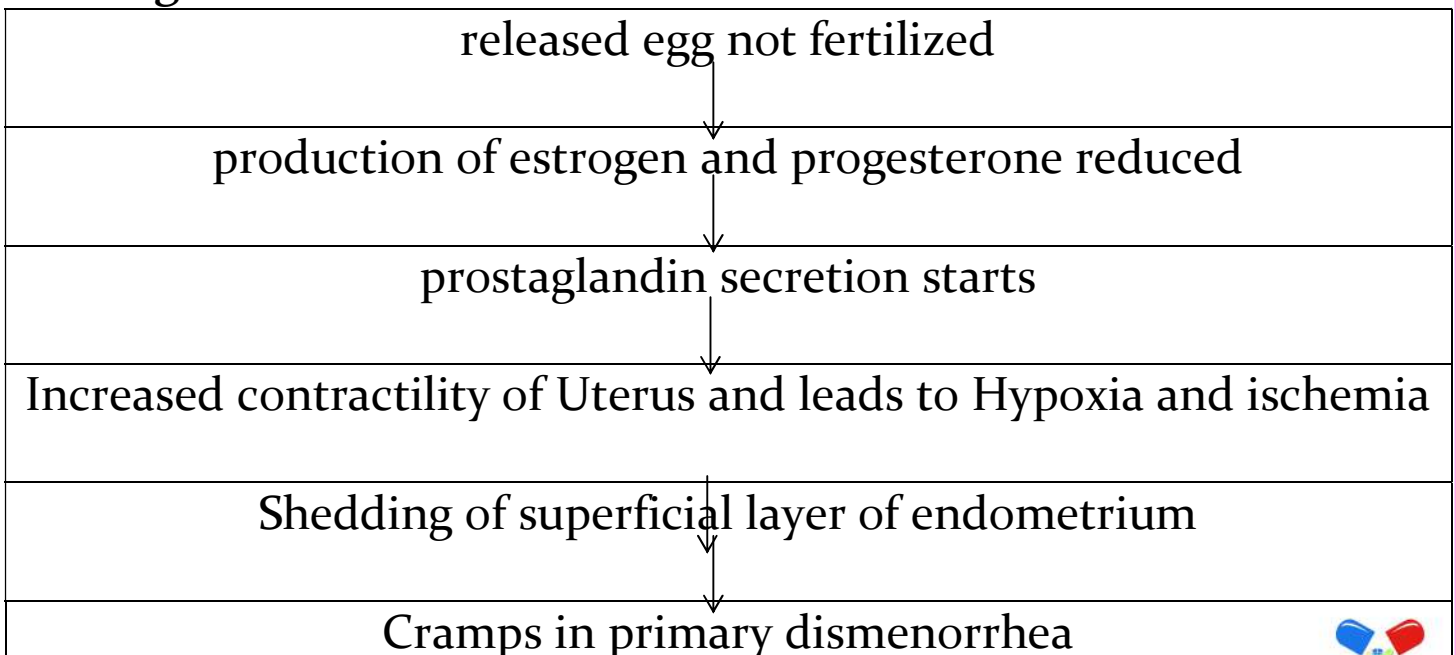 released egg not fertilized
production of estrogen and progesterone reduced
prostaglandin secretion starts
Increased contractility of Uterus and leads to Hypoxia and ischemia
Shedding of superficial layer of endometrium
Cramps in primary dismenorrhea